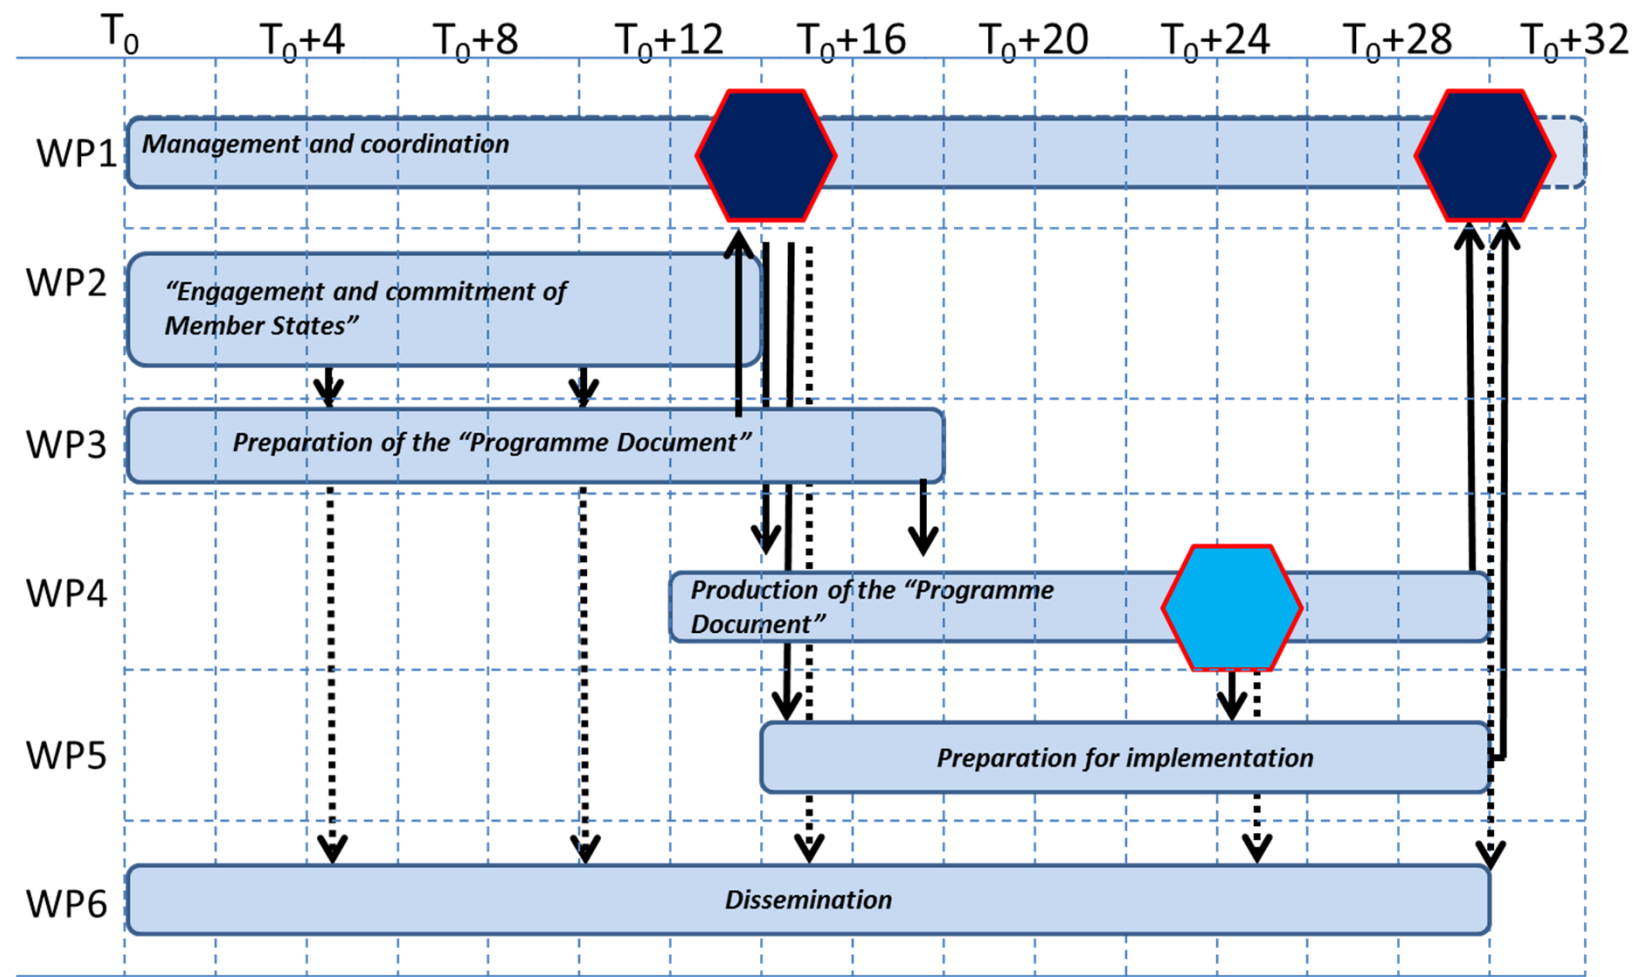 T0 T0+4 T0+8 T0+12 T0+16 T0+20 T0+24 T0+28 T0+32
WP1 Management and coordination
WP2 “Engagement and commitment of
Member States”
WP3 Preparation of the “Programme Document”
WP4 Production of the “Programme
Document”
WP5 Preparation for implementation
WP6 Dissemination